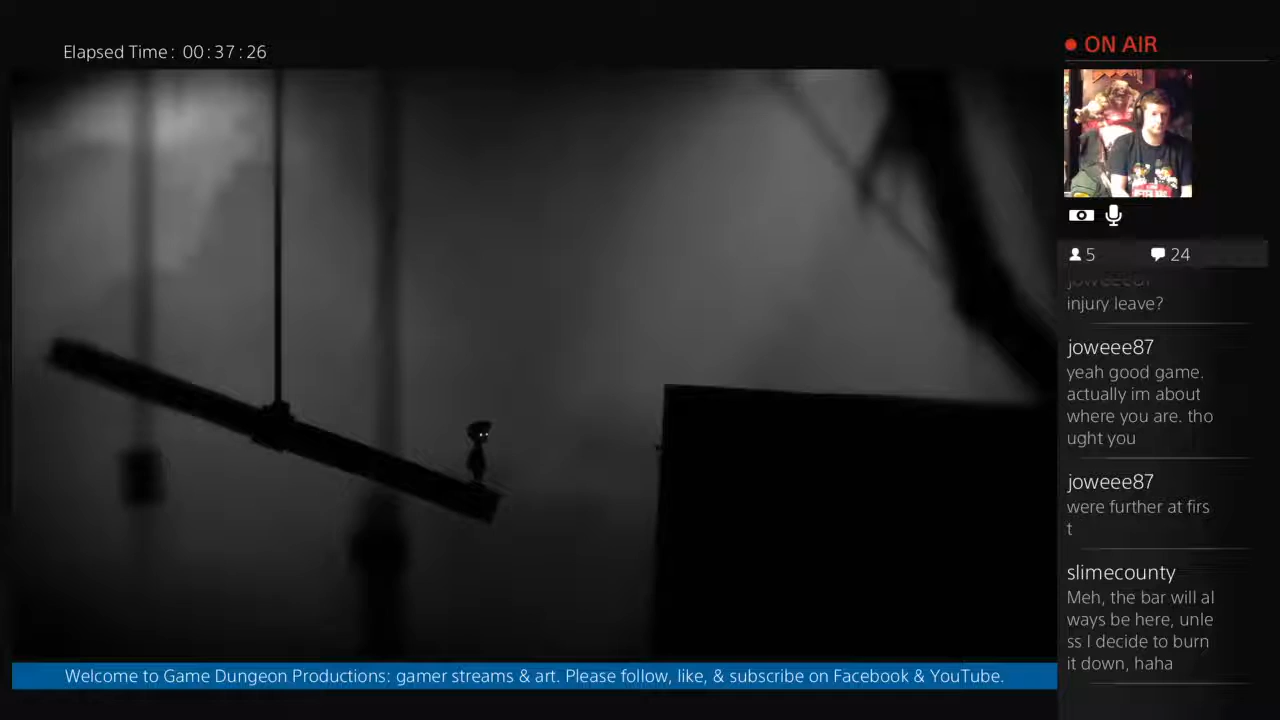 Elapsed Time: 00:37:26
ON AIR
5 24
injury leave?
joweee87
yeah good game.
actually im about
where you are. tho
ught you
joweee87
were further at firs
t
slimecounty
Meh, the bar will al
ways be here, unle
ss I decide to burn
it down, haha
Welcome to Game Dungeon Productions: gamer streams & art. Please follow, like, & subscribe on Facebook & YouTube.